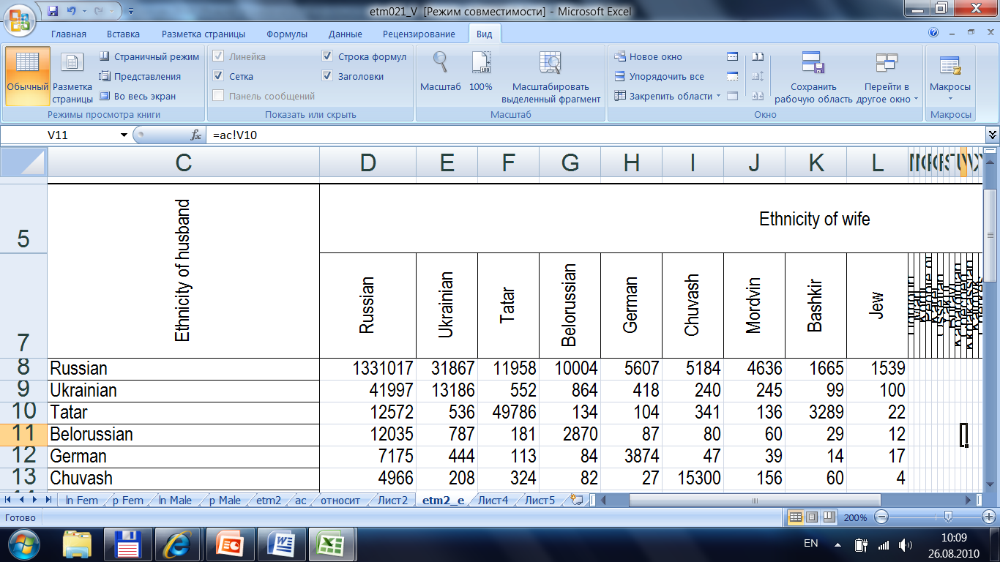 etm021_V [Режим совместимости] - Microsoft Excel
Главная Вставка Разметка страницы Формулы Данные Рецензирование Вид
Обычный Разметка страницы Страничный режим Представления Во весь экран
Режимы просмотра книги
Линейка Строка формул
Сетка Заголовки
Панель сообщений
Показать или скрыть
Масштаб 100% Масштабировать выделенный фрагмент
Масштаб
Новое окно
Упорядочить все
Закрепить области
Сохранить рабочую область Перейти в другое окно
Окно
Макросы
Макросы
V11 fx =ac!V10
C D E F G H I J K L
5 Ethnicity of husband Ethnicity of wife
7 Russian Ukrainian Tatar Belorussian German Chuvash Mordvin Bashkir Jew
8 Russian 1331017 31867 11958 10004 5607 5184 4636 1665 1539
9 Ukrainian 41997 13186 552 864 418 240 245 99 100
10 Tatar 12572 536 49786 134 104 341 136 3289 22
11 Belorussian 12035 787 181 2870 87 80 60 29 12
12 German 7175 444 113 84 3874 47 39 14 17
13 Chuvash 4966 208 324 82 27 15300 156 60 4
ln Fem p Fem ln Male p Male etm2 ac относит Лист2 etm2_e Лист4 Лист5
Готово 200%
EN 10:09
26.08.2010